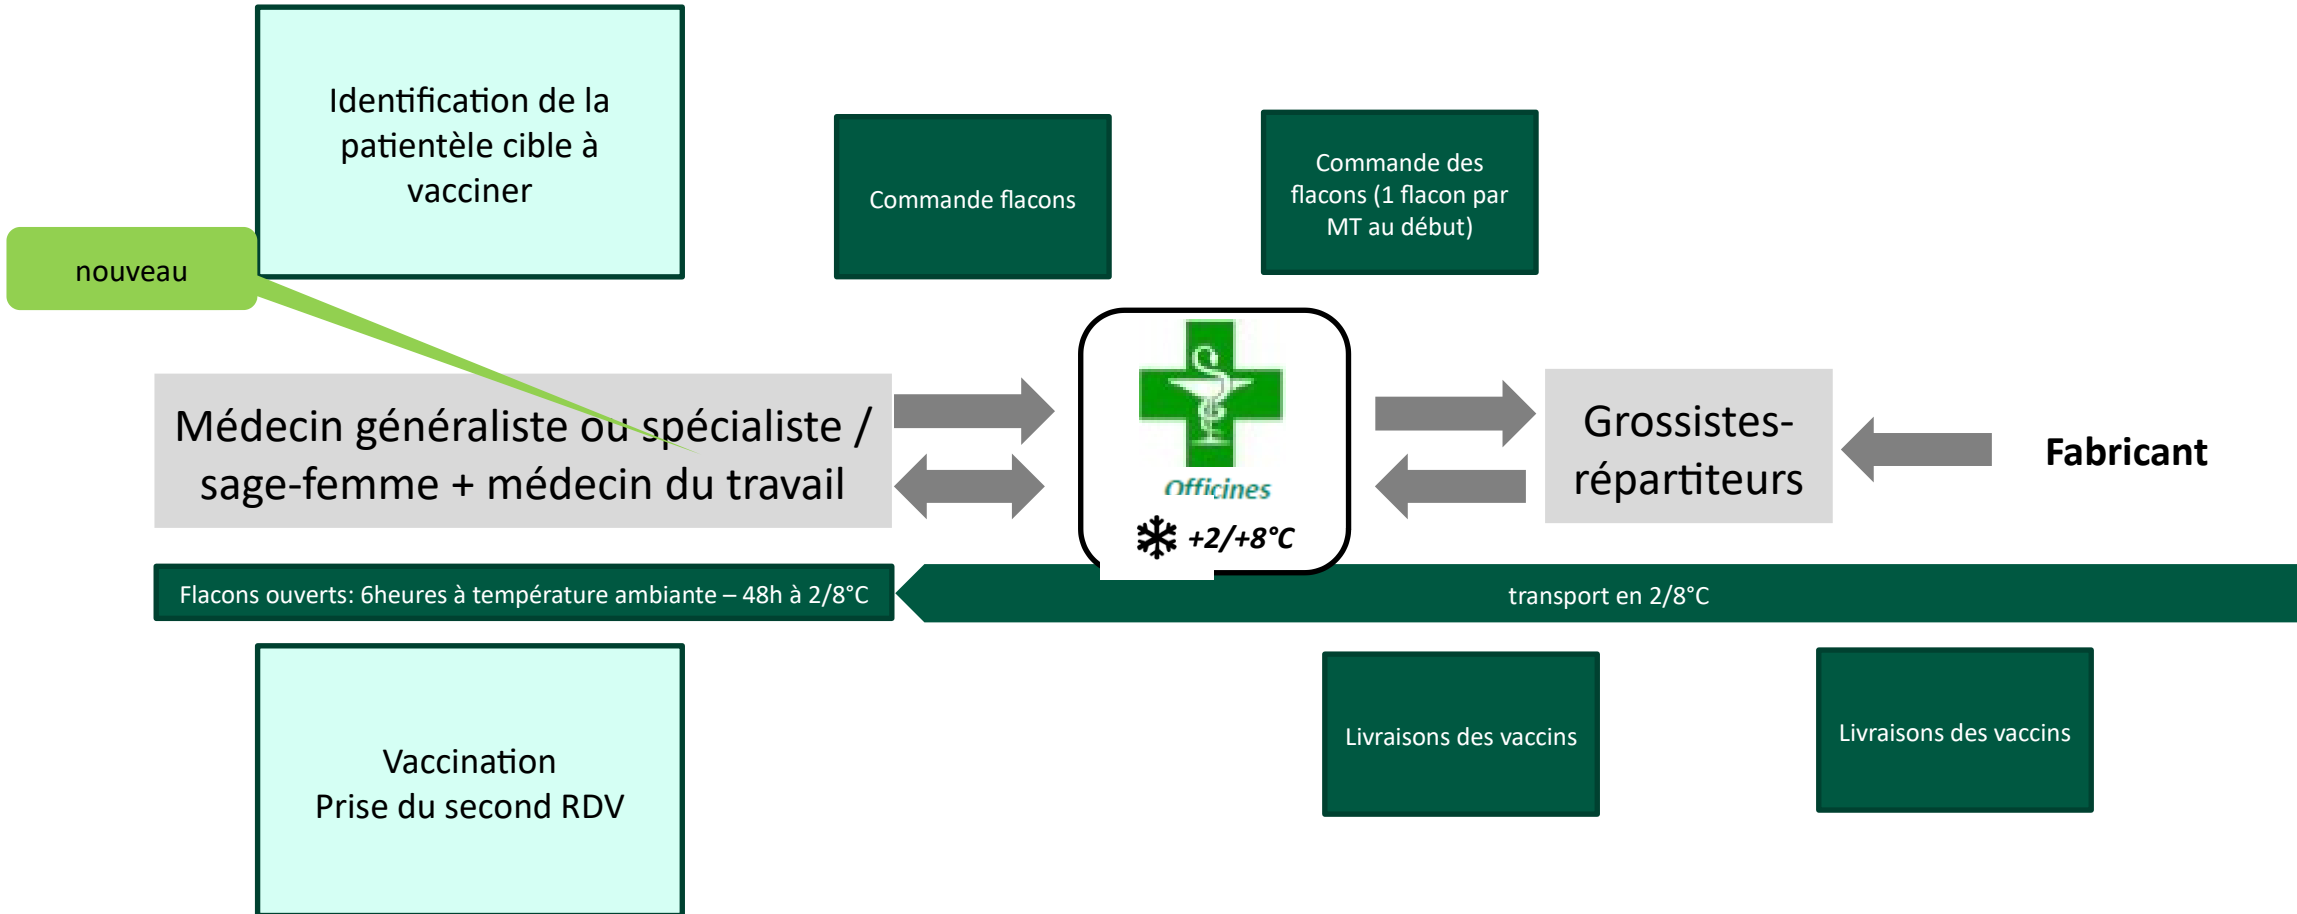 Identification de la
patientèle cible à
vacciner
Commande flacons
Commande des
flacons (1 flacon par
MT au début)
nouveau
Médecin généraliste ou spécialiste /
sage-femme + médecin du travail
Officines
+2/+8°C
Grossistes-
répartiteurs
Fabricant
Flacons ouverts: 6heures à température ambiante – 48h à 2/8°C
transport en 2/8°C
Vaccination
Prise du second RDV
Livraisons des vaccins
Livraisons des vaccins